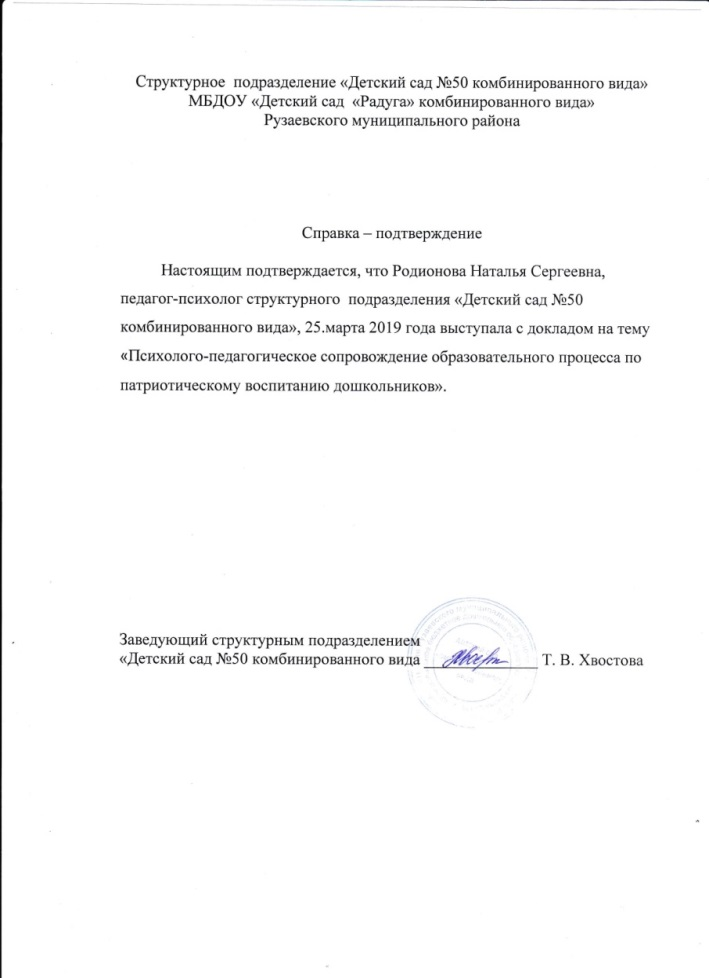 Структурное  подразделение «Детский сад №50 комбинированного вида»
МБДОУ «Детский сад  «Радуга» комбинированного вида»
Рузаевского муниципального района
Справка – подтверждение
Настоящим подтверждается, что Родионова Наталья Сергеевна,
педагог-психолог структурного  подразделения «Детский сад №50
комбинированного вида», 25.марта 2019 года выступала с докладом на тему
«Психолого-педагогическое сопровождение образовательного процесса по
патриотическому воспитанию дошкольников».
Заведующий структурным подразделением
«Детский сад №50 комбинированного вида ______________ Т. В. Хвостова